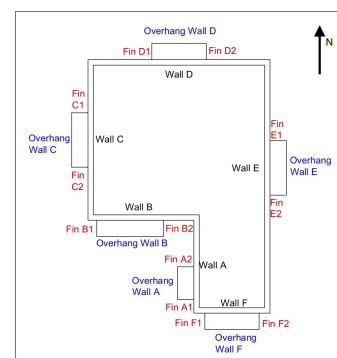 Overhang Wall D
Fin D1
Fin D2
N
Wall D
Fin
C1
Fin
E1
Overhang
Wall C
Wall C
Wall E
Overhang
Wall E
Fin
C2
Fin
E2
Wall B
Fin B1
Fin B2
Overhang Wall B
Fin A2
Wall A
Overhang
Wall A
Fin A1
Wall F
Fin F1
Fin F2
Overhang
Wall F